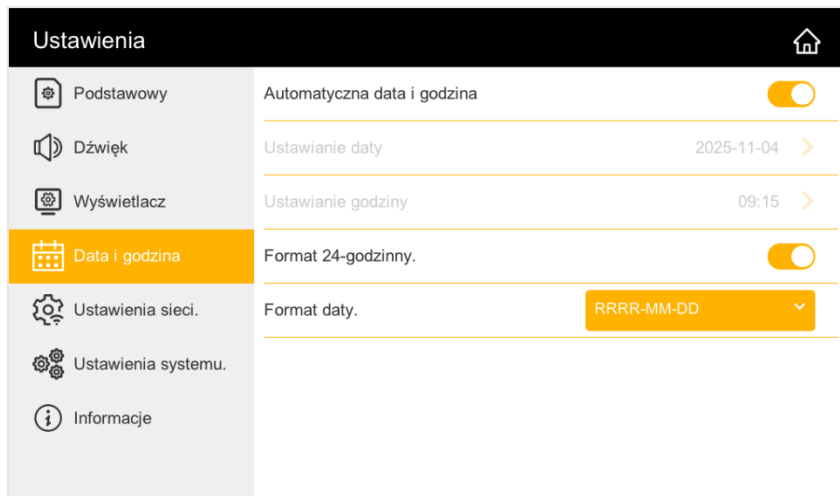 Ustawienia
Podstawowy
Dźwięk
Wyświetlacz
Data i godzina
Ustawienia sieci.
Ustawienia systemu.
Informacje
Automatyczna data i godzina
Ustawianie daty 2025-11-04
Ustawianie godziny 09:15
Format 24-godzinny.
Format daty. RRRR-MM-DD